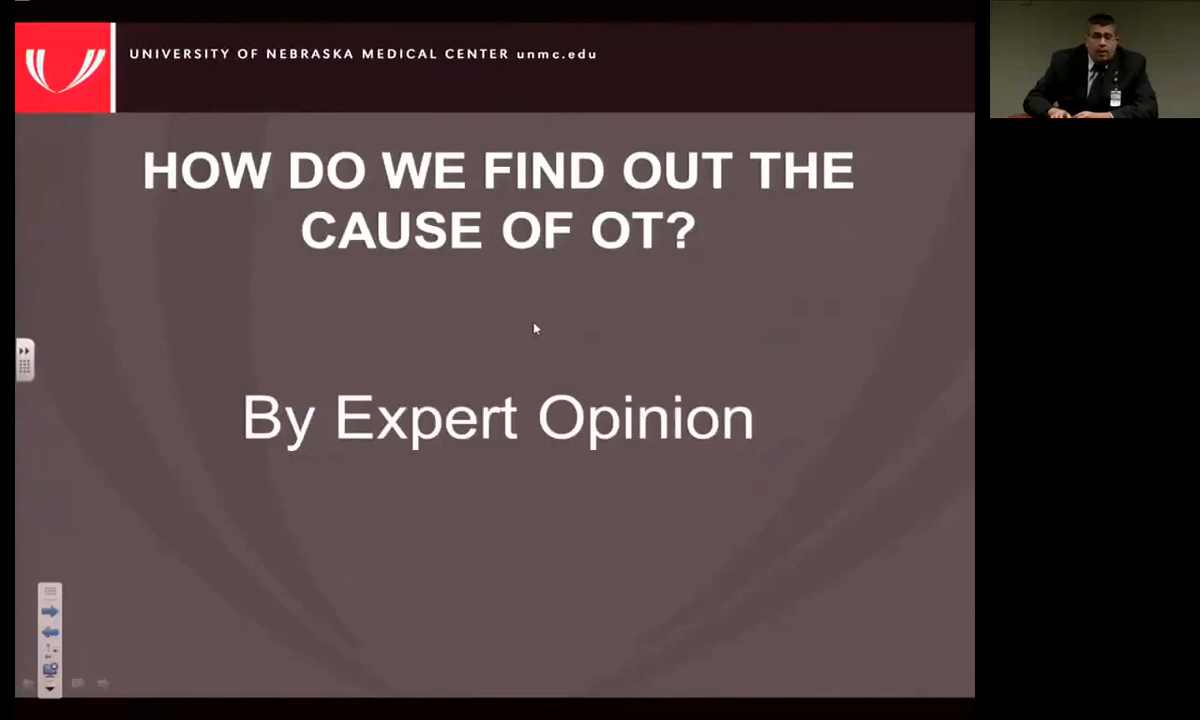 UNIVERSITY OF NEBRASKA MEDICAL CENTER unmc.edu
HOW DO WE FIND OUT THE
CAUSE OF OT?
By Expert Opinion